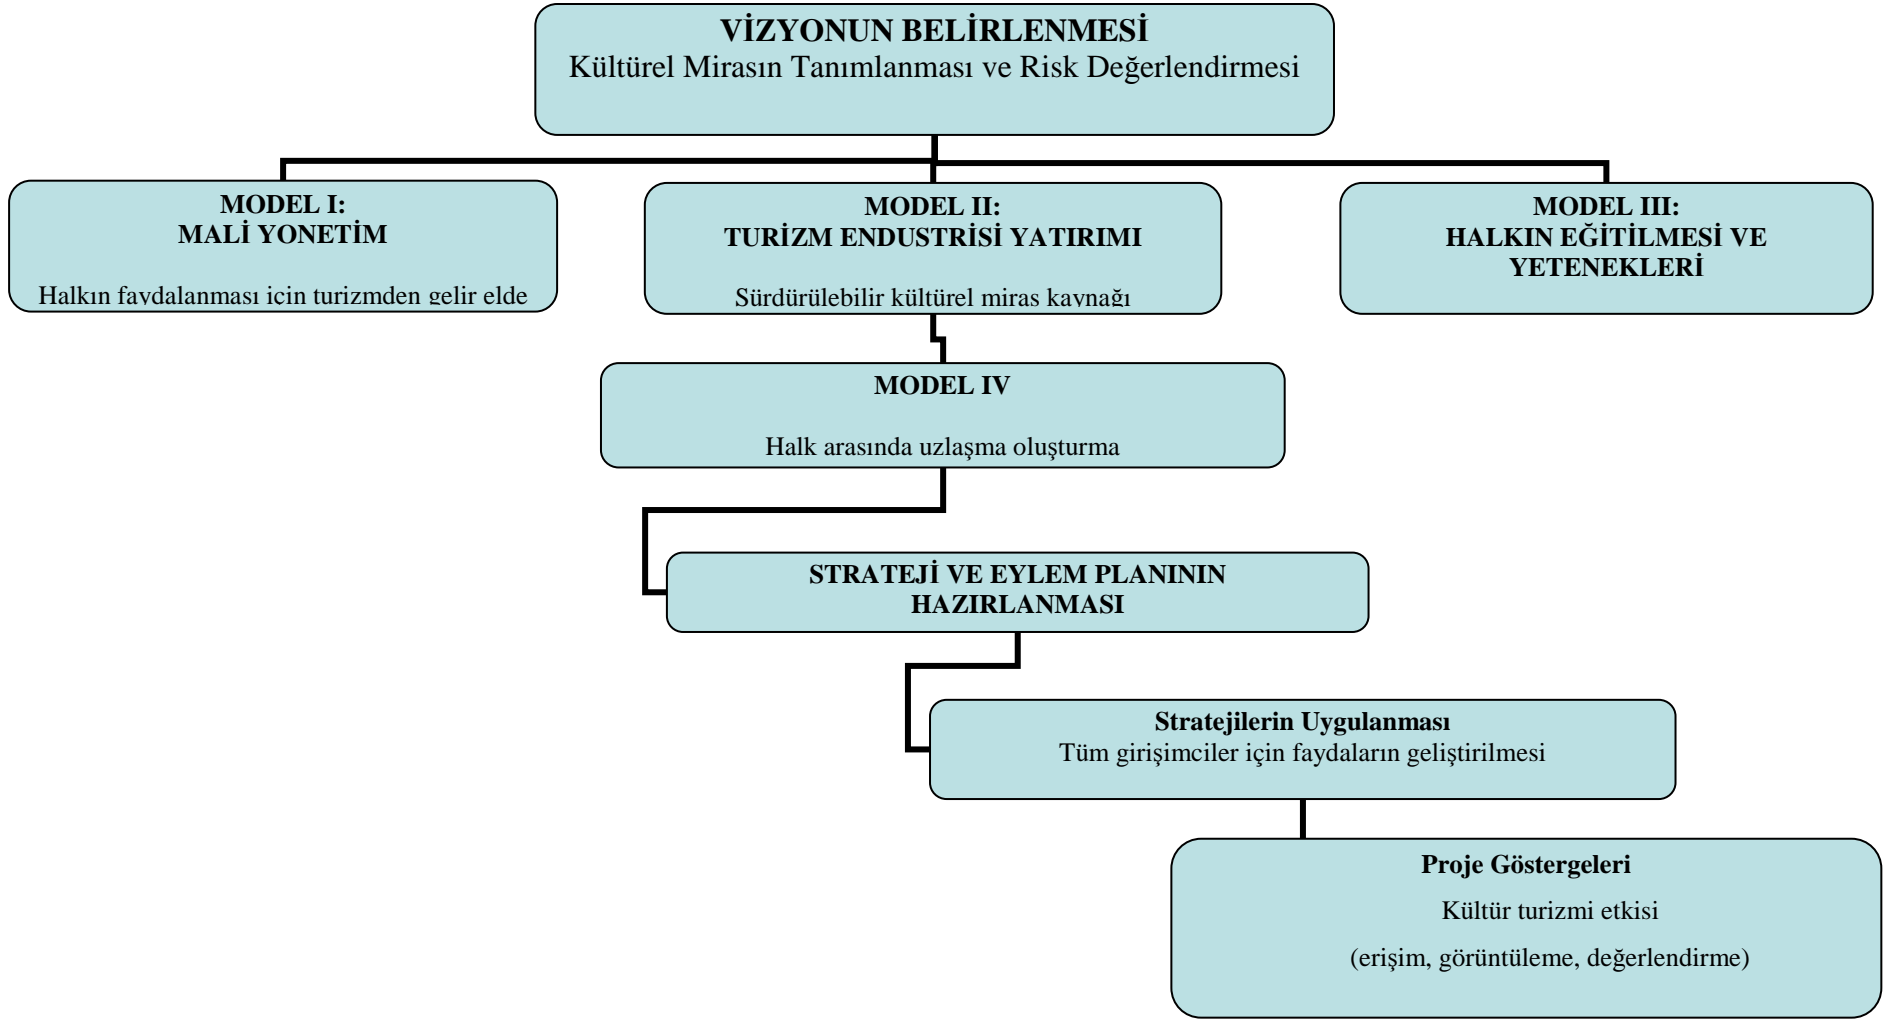 VİZYONUN BELİRLENMESİ
Kültürel Mirasın Tanımlanması ve Risk Değerlendirmesi
MODEL I:
MALİ YONETİM
Halkın faydalanması için turizmden gelir elde
MODEL II:
TURİZM ENDUSTRİSİ YATIRIMI
Sürdürülebilir kültürel miras kaynağı
MODEL III:
HALKIN EĞİTİLMESİ VE
YETENEKLERİ
MODEL IV
Halk arasında uzlaşma oluşturma
STRATEJİ VE EYLEM PLANININ
HAZIRLANMASI
Stratejilerin Uygulanması
Tüm girişimciler için faydaların geliştirilmesi
Proje Göstergeleri
Kültür turizmi etkisi
(erişim, görüntüleme, değerlendirme)